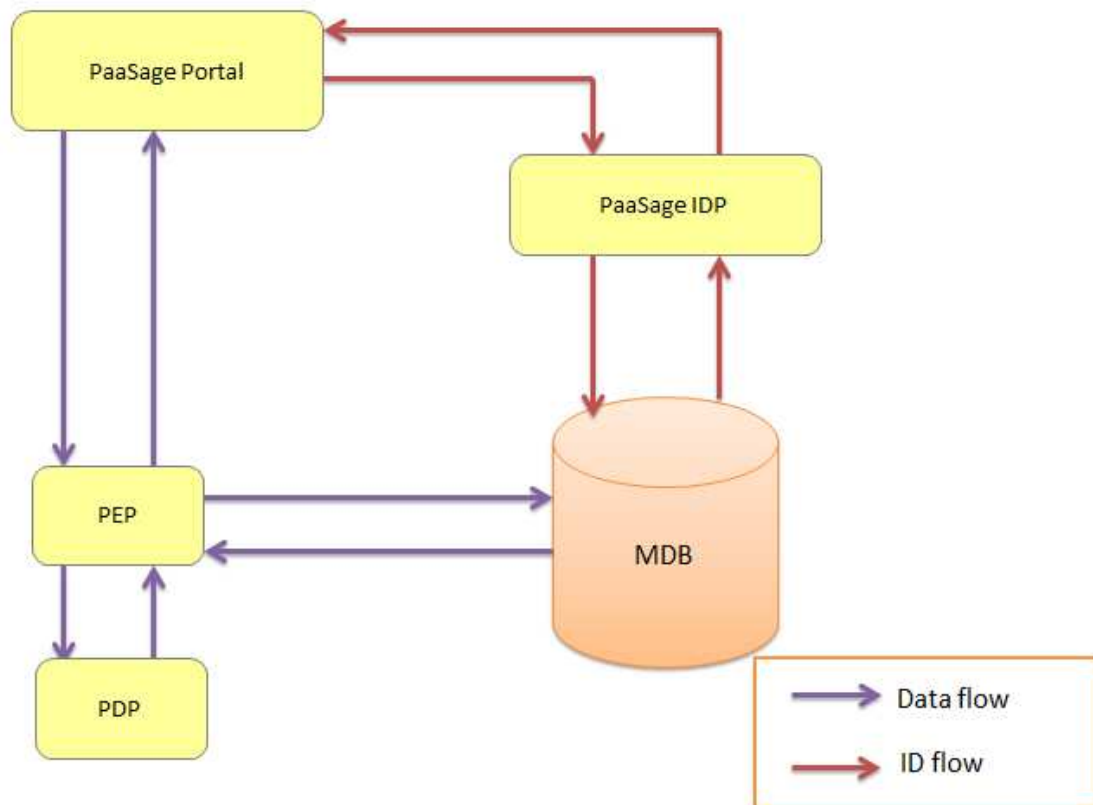 PaaSage Portal
PaaSage IDP
PEP
MDB
PDP
Data flow
ID flow